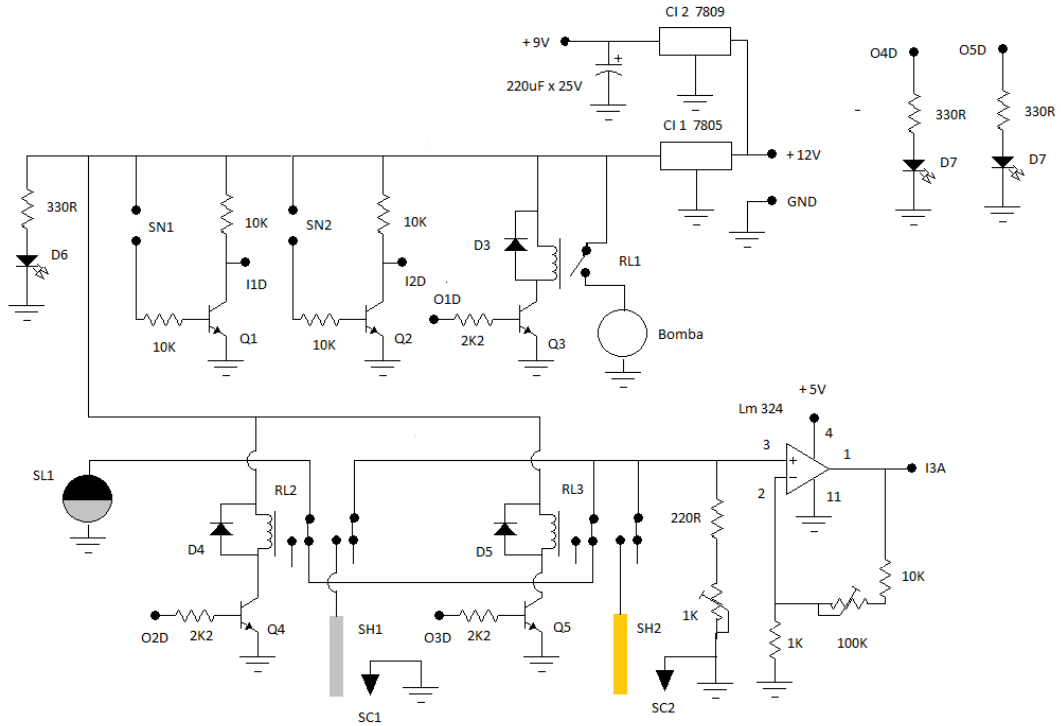 CI 2 7809
+ 9V
+
220uF x 25V
O4D
O5D
330R
330R
D7
D7
CI 1 7805
+ 12V
GND
330R
D6
SN1
10K
I1D
10K
Q1
SN2
10K
I2D
10K
Q2
D3
RL1
O1D
2K2
Q3
Bomba
+ 5V
Lm 324
4
3
+
1
I3A
2
-
11
SL1
RL2
RL3
D4
D5
220R
10K
O2D
2K2
Q4
SH1
O3D
2K2
Q5
SH2
1K
1K
100K
SC1
SC2